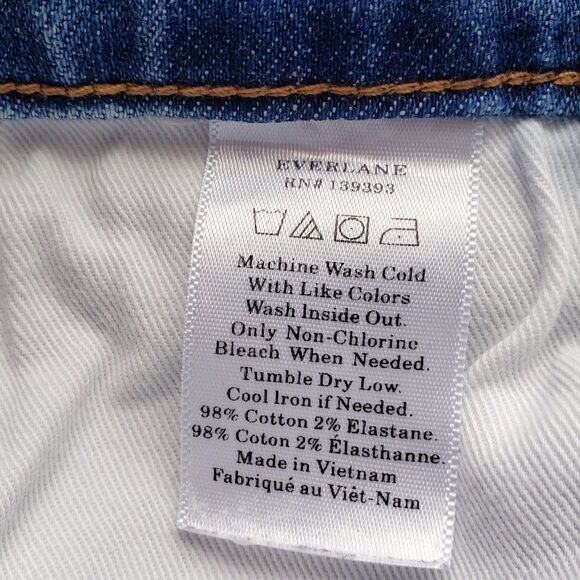 EVERLANE
RN# 139393
Machine Wash Cold
With Like Colors
Wash Inside Out.
Only Non-Chlorine
Bleach When Needed.
Tumble Dry Low.
Cool Iron if Needed.
98% Cotton 2% Elastane.
98% Coton 2% Élasthanne.
Made in Vietnam
Fabriqué au Viêt-Nam